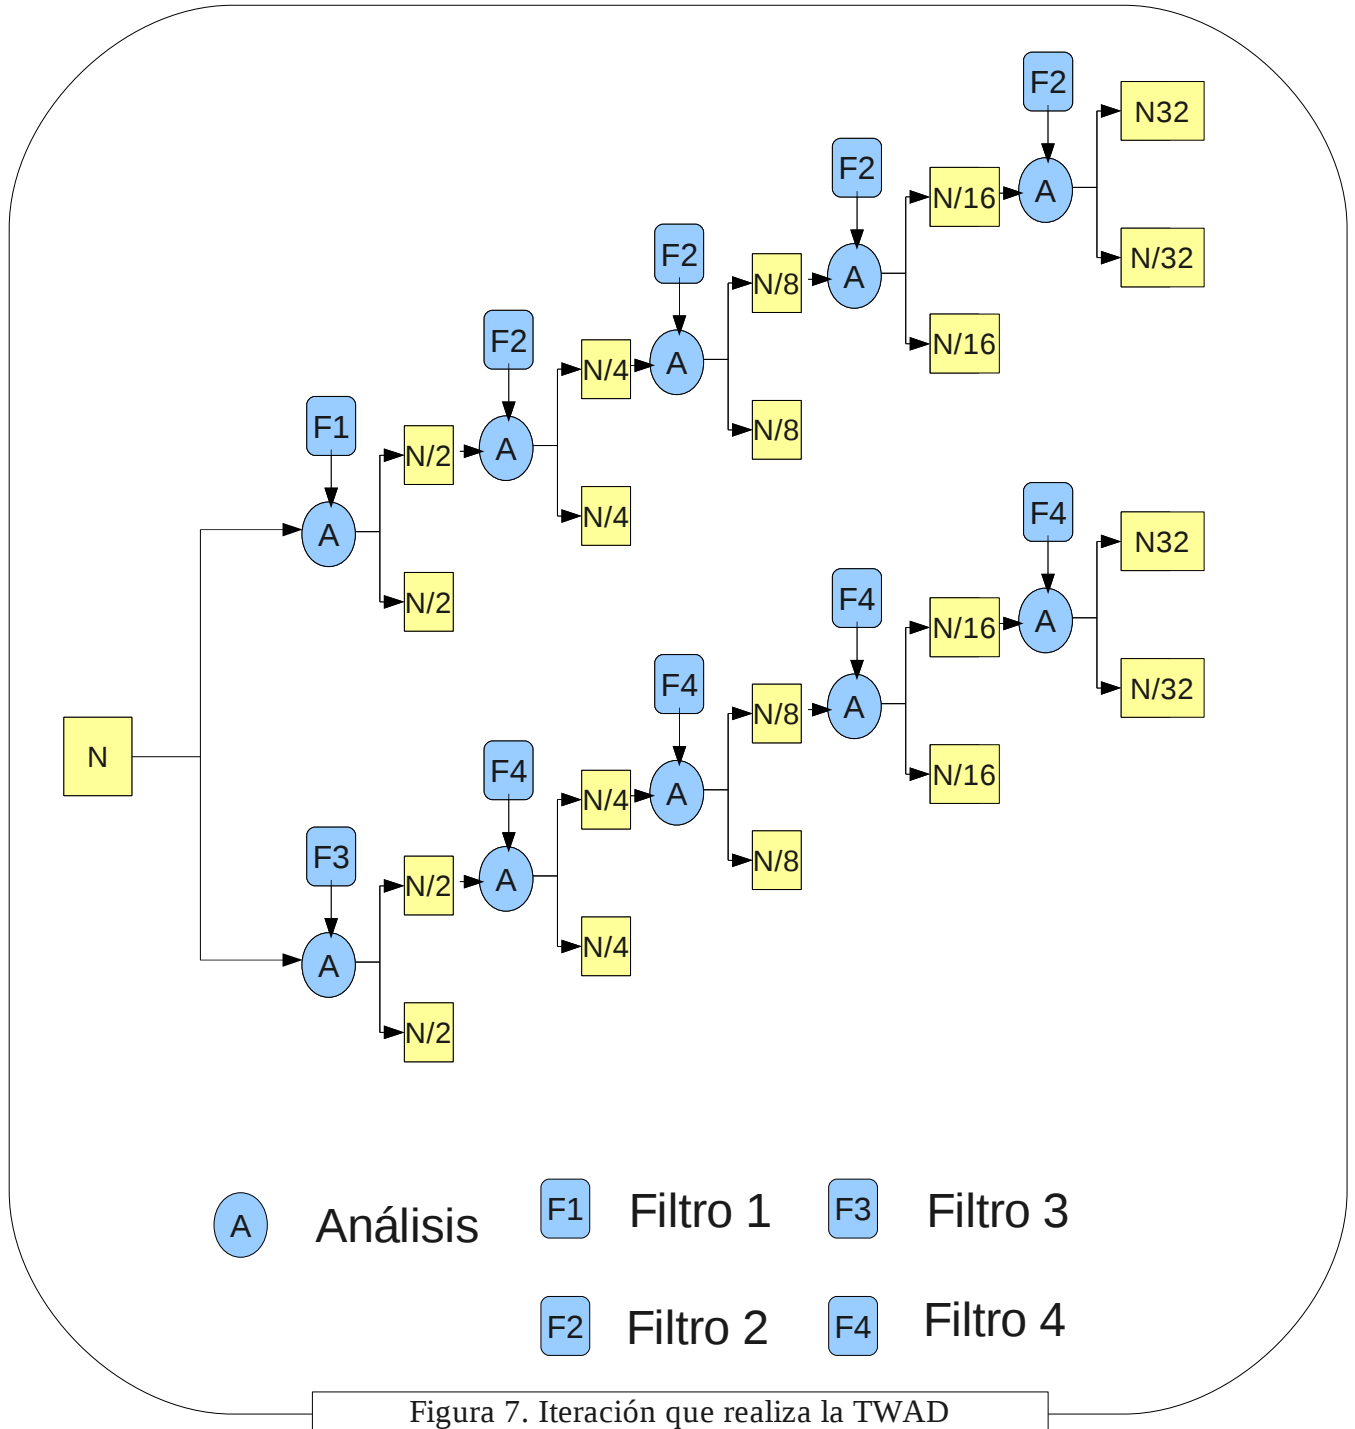 F2
N32
F2
N/16
A
F2
N/32
N/8
A
F2
N/16
N/4
A
F1
N/8
N/2
A
N/4
F4
A
N32
F4
N/2
N/16
A
F4
N/32
N/8
A
N
F4
N/16
N/4
A
F3
N/8
N/2
A
N/4
A
N/2
A Análisis F1 Filtro 1 F3 Filtro 3
F2 Filtro 2 F4 Filtro 4
Figura 7. Iteración que realiza la TWAD